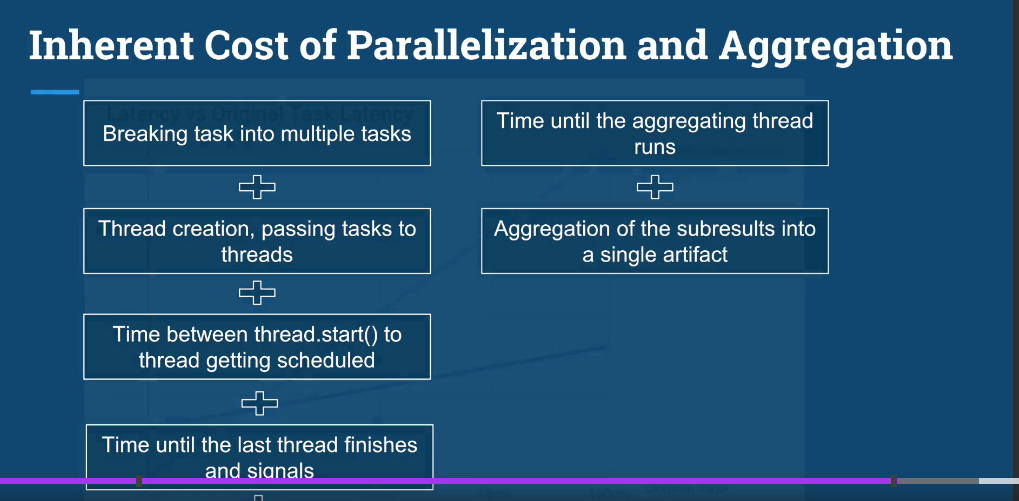 Inherent Cost of Parallelization and Aggregation
Latency vs Original Task Latency
Breaking task into multiple tasks
Thread creation, passing tasks to
threads
Time between thread.start() to
thread getting scheduled
Time until the last thread finishes
and signals
Time until the aggregating thread
runs
Aggregation of the subresults into
a single artifact